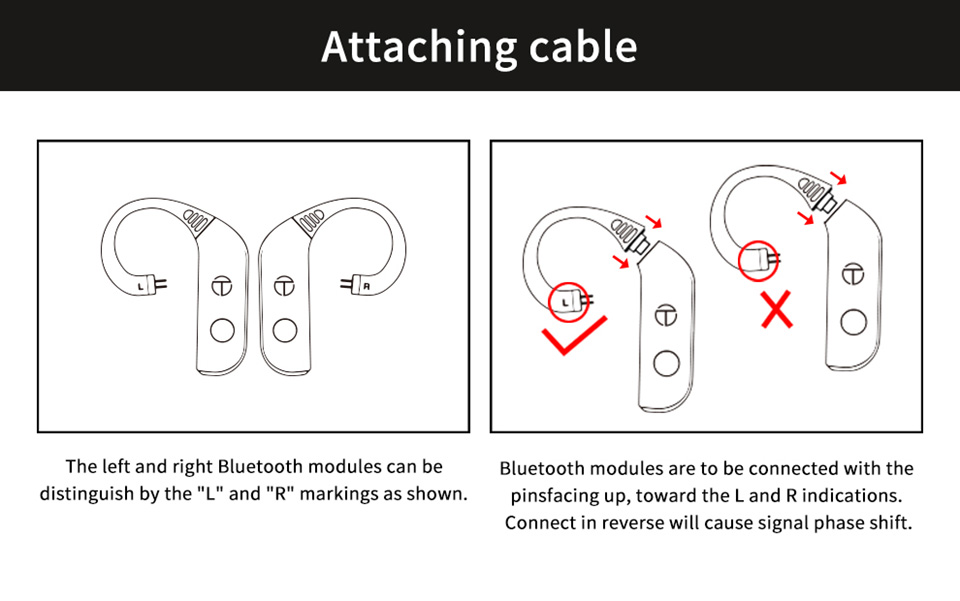 Attaching cable
L
R
L
The left and right Bluetooth modules can be
distinguish by the "L" and "R" markings as shown.
Bluetooth modules are to be connected with the
pinsfacing up, toward the L and R indications.
Connect in reverse will cause signal phase shift.